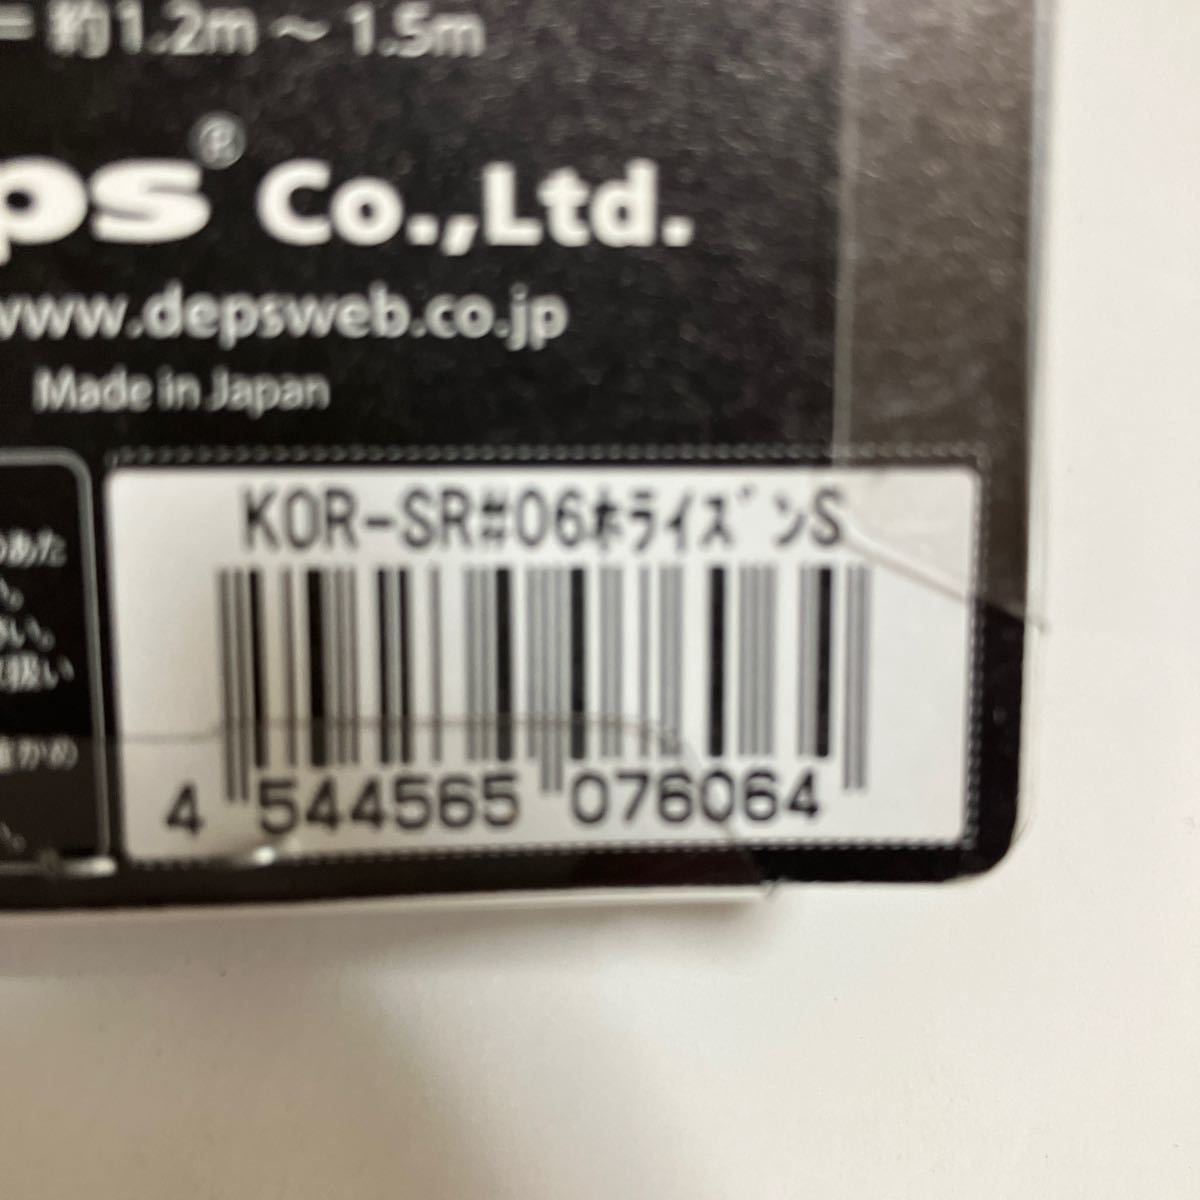 = 約1.2m ～ 1.5m
ps® Co.,Ltd.
www.depsweb.co.jp
Made in Japan
KOR-SR#06ホライズンS
4 544565 076064